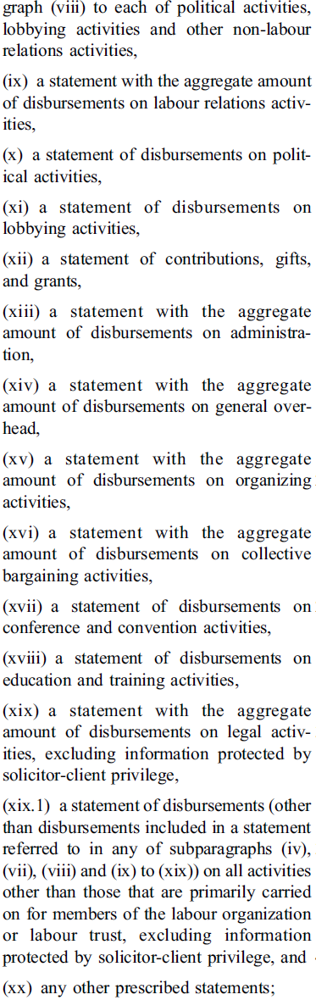 graph (viii) to each of political activities,
lobbying activities and other non-labour
relations activities,
(ix) a statement with the aggregate amount
of disbursements on labour relations activ-
ities,
(x) a statement of disbursements on polit-
ical activities,
(xi) a statement of disbursements on
lobbying activities,
(xii) a statement of contributions, gifts,
and grants,
(xiii) a statement with the aggregate
amount of disbursements on administra-
tion,
(xiv) a statement with the aggregate
amount of disbursements on general over-
head,
(xv) a statement with the aggregate
amount of disbursements on organizing
activities,
(xvi) a statement with the aggregate
amount of disbursements on collective
bargaining activities,
(xvii) a statement of disbursements on
conference and convention activities,
(xviii) a statement of disbursements on
education and training activities,
(xix) a statement with the aggregate
amount of disbursements on legal activ-
ities, excluding information protected by
solicitor-client privilege,
(xix.1) a statement of disbursements (other
than disbursements included in a statement
referred to in any of subparagraphs (iv),
(vii), (viii) and (ix) to (xix)) on all activities
other than those that are primarily carried
on for members of the labour organization
or labour trust, excluding information
protected by solicitor-client privilege, and
(xx) any other prescribed statements;